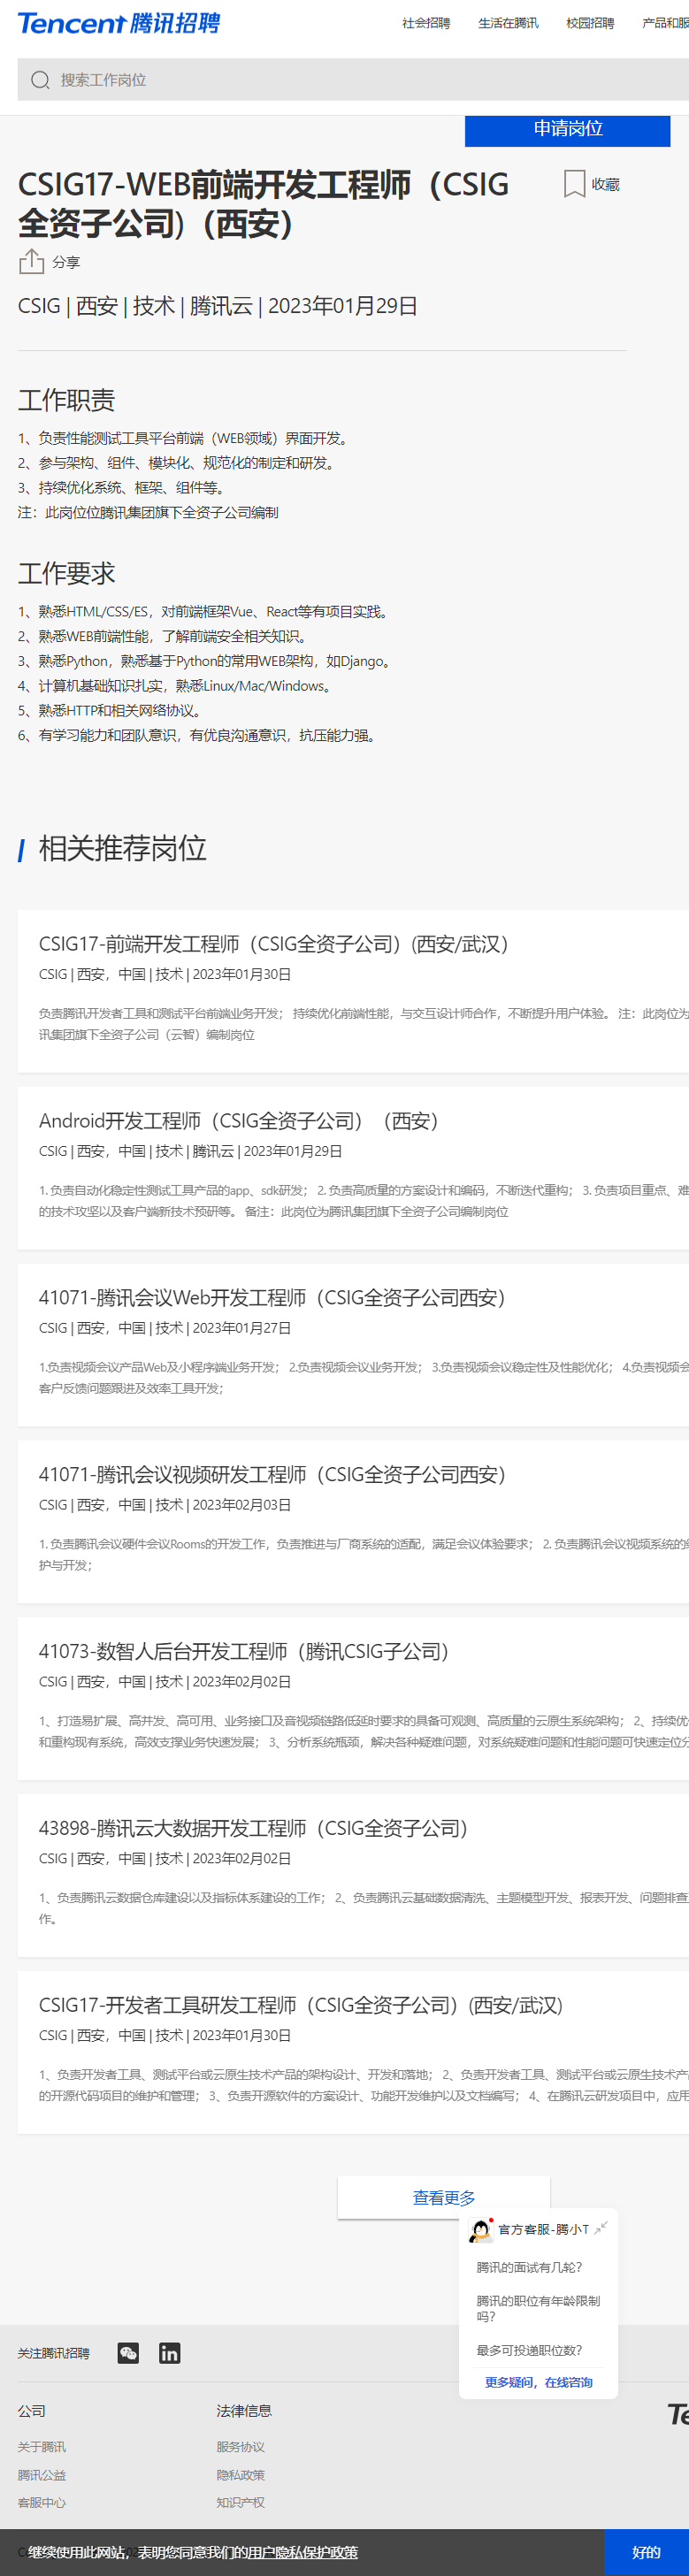 Tencent 腾讯招聘
社会招聘 生活在腾讯 校园招聘 产品和服
搜索工作岗位
申请岗位
CSIG17-WEB前端开发工程师（CSIG
全资子公司)（西安）
收藏
分享
CSIG | 西安 | 技术 | 腾讯云 | 2023年01月29日
工作职责
1、负责性能测试工具平台前端（WEB领域）界面开发。
2、参与架构、组件、模块化、规范化的制定和研发。
3、持续优化系统、框架、组件等。
注：此岗位位腾讯集团旗下全资子公司编制
工作要求
1、熟悉HTML/CSS/ES，对前端框架Vue、React等有项目实践。
2、熟悉WEB前端性能，了解前端安全相关知识。
3、熟悉Python，熟悉基于Python的常用WEB架构，如Django。
4、计算机基础知识扎实，熟悉Linux/Mac/Windows。
5、熟悉HTTP和相关网络协议。
6、有学习能力和团队意识，有优良沟通意识，抗压能力强。
相关推荐岗位
CSIG17-前端开发工程师（CSIG全资子公司）(西安/武汉）
CSIG | 西安，中国 | 技术 | 2023年01月30日
负责腾讯开发者工具和测试平台前端业务开发； 持续优化前端性能，与交互设计师合作，不断提升用户体验。 注：此岗位为
讯集团旗下全资子公司（云智）编制岗位
Android开发工程师（CSIG全资子公司）（西安）
CSIG | 西安，中国 | 技术 | 腾讯云 | 2023年01月29日
1. 负责自动化稳定性测试工具产品的app、sdk研发； 2. 负责高质量的方案设计和编码，不断迭代重构； 3. 负责项目重点、难
的技术攻坚以及客户端新技术预研等。 备注：此岗位为腾讯集团旗下全资子公司编制岗位
41071-腾讯会议Web开发工程师（CSIG全资子公司西安）
CSIG | 西安，中国 | 技术 | 2023年01月27日
1.负责视频会议产品Web及小程序端业务开发； 2.负责视频会议业务开发； 3.负责视频会议稳定性及性能优化； 4.负责视频会
客户反馈问题跟进及效率工具开发；
41071-腾讯会议视频研发工程师（CSIG全资子公司西安）
CSIG | 西安，中国 | 技术 | 2023年02月03日
1. 负责腾讯会议硬件会议Rooms的开发工作，负责推进与厂商系统的适配，满足会议体验要求； 2. 负责腾讯会议视频系统的维
护与开发；
41073-数智人后台开发工程师（腾讯CSIG子公司）
CSIG | 西安，中国 | 技术 | 2023年02月02日
1、打造易扩展、高并发、高可用、业务接口及音视频链路低延时要求的具备可观测、高质量的云原生系统架构； 2、持续优
和重构现有系统，高效支撑业务快速发展； 3、分析系统瓶颈，解决各种疑难问题，对系统疑难问题和性能问题可快速定位分
43898-腾讯云大数据开发工程师（CSIG全资子公司）
CSIG | 西安，中国 | 技术 | 2023年02月02日
1、负责腾讯云数据仓库建设以及指标体系建设的工作； 2、负责腾讯云基础数据清洗、主题模型开发、报表开发、问题排查
作。
CSIG17-开发者工具研发工程师（CSIG全资子公司）(西安/武汉)
CSIG | 西安，中国 | 技术 | 2023年01月30日
1、负责开发者工具、测试平台或云原生技术产品的架构设计、开发和落地； 2、负责开发者工具、测试平台或云原生技术产
的开源代码项目的维护和管理； 3、负责开源软件的方案设计、功能开发维护以及文档编写； 4、在腾讯云研发项目中，应用
查看更多
官方客服-腾小T
腾讯的面试有几轮？
腾讯的职位有年龄限制
吗？
最多可投递职位数？
更多疑问，在线咨询
关注腾讯招聘
公司 法律信息
关于腾讯 服务协议
腾讯公益 隐私政策
客服中心 知识产权
继续使用此网站，表明您同意我们的用户隐私保护政策
好的